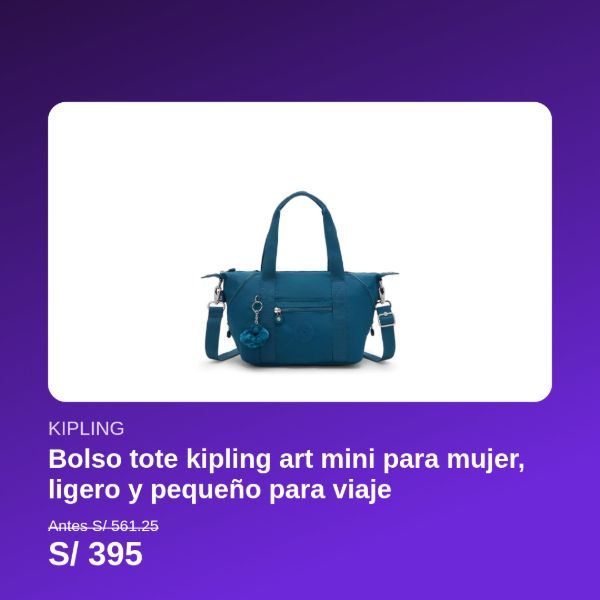 KIPLING
Bolso tote kipling art mini para mujer,
ligero y pequeño para viaje
Antes S/ 561.25
S/ 395